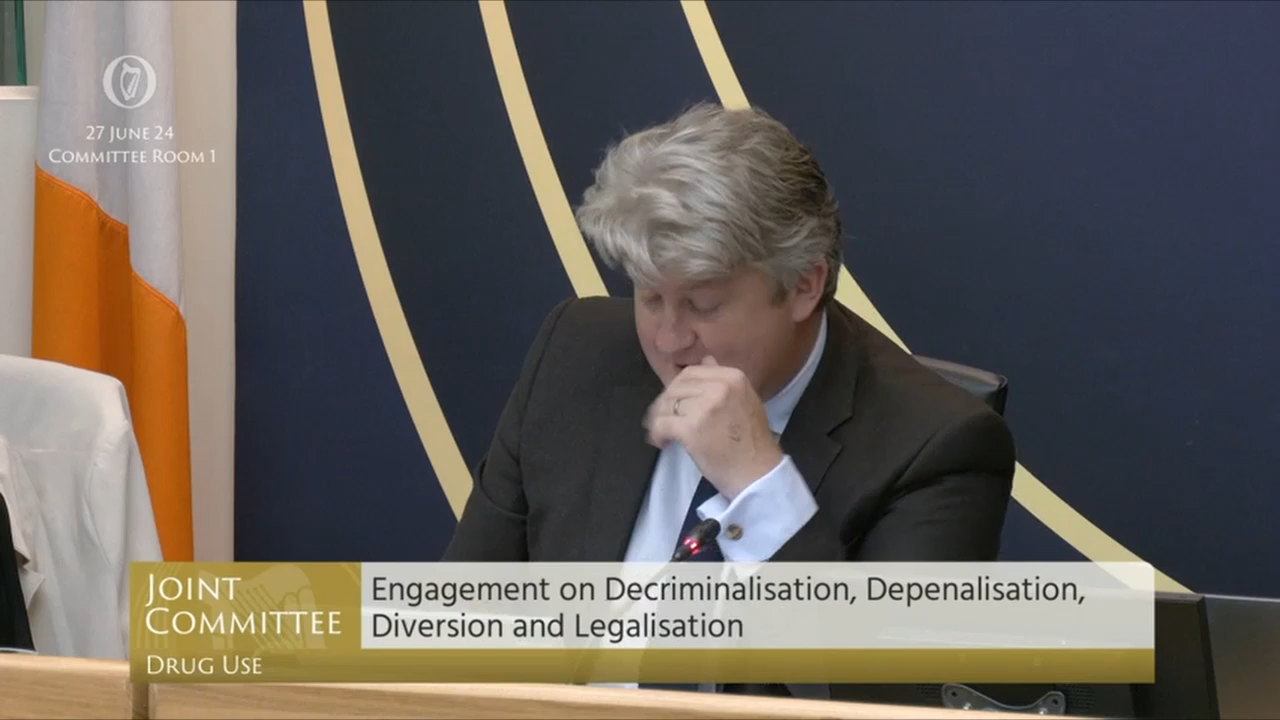 27 June 24
Committee Room 1
Joint
Committee
Drug Use
Engagement on Decriminalisation, Depenalisation,
Diversion and Legalisation